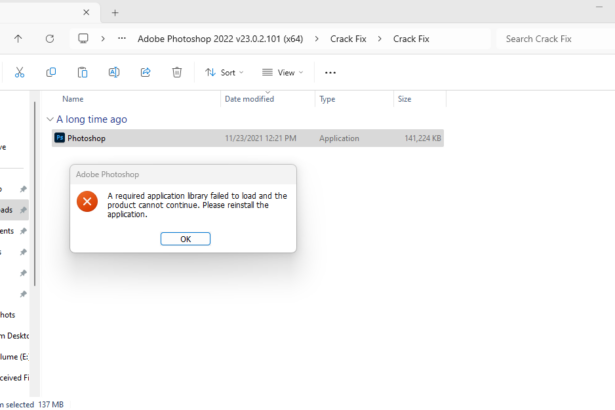 Adobe Photoshop 2022 v23.0.2.101 (x64) > Crack Fix > Crack Fix
Search Crack Fix
Sort
View
Name Date modified Type Size
A long time ago
Ps Photoshop 11/23/2021 12:21 PM Application 141,224 KB
Adobe Photoshop
A required application library failed to load and the
product cannot continue. Please reinstall the
application.
OK
ve
ads
ents
s
hots
m Deskto
lume (E:
ceived Fi
m selected 137 MB